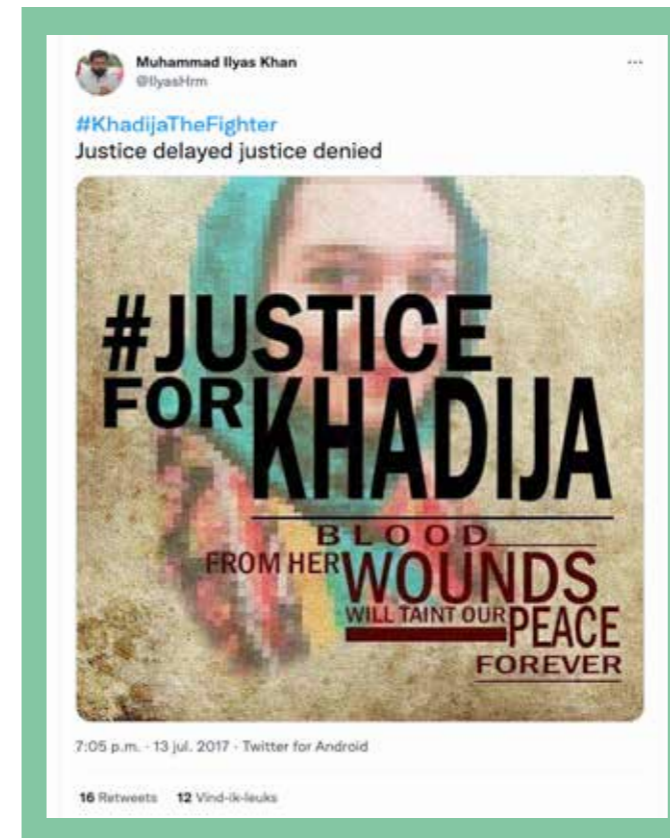 Muhammad Ilyas Khan
@IlyasHrm
#KhadijaTheFighter
Justice delayed justice denied
#JUSTICE
FOR KHADIJA
BLOOD
FROM HER WOUNDS
WILL TAINT OUR PEACE
FOREVER
7:05 p.m. · 13 jul. 2017 · Twitter for Android
16 Retweets 12 Vind-ik-leuks